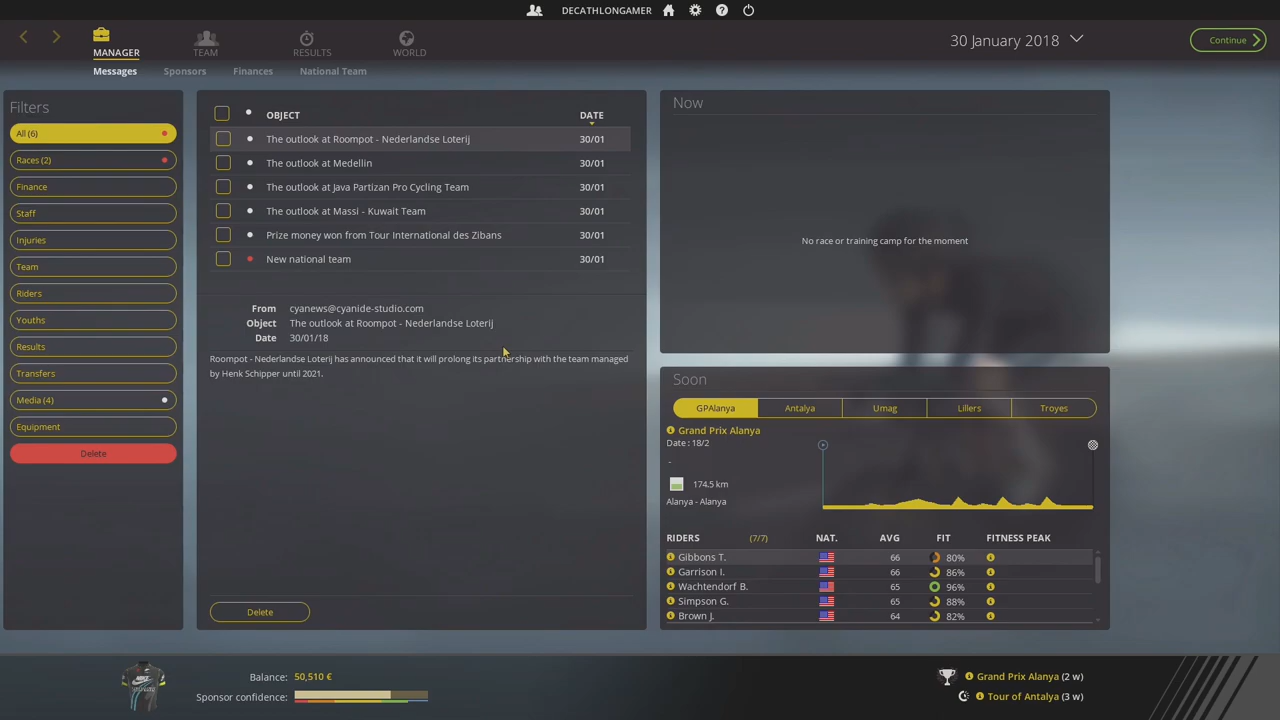 DECATHLONGAMER
MANAGER
TEAM
RESULTS
WORLD
30 January 2018
Continue
Messages
Sponsors
Finances
National Team
Filters
All (6)
Races (2)
Finance
Staff
Injuries
Team
Riders
Youths
Results
Transfers
Media (4)
Equipment
Delete
OBJECT DATE
The outlook at Roompot - Nederlandse Loterij 30/01
The outlook at Medellin 30/01
The outlook at Java Partizan Pro Cycling Team 30/01
The outlook at Massi - Kuwait Team 30/01
Prize money won from Tour International des Zibans 30/01
New national team 30/01
From cyanews@cyanide-studio.com
Object The outlook at Roompot - Nederlandse Loterij
Date 30/01/18
Roompot - Nederlandse Loterij has announced that it will prolong its partnership with the team managed
by Henk Schipper until 2021.
Delete
Now
No race or training camp for the moment
Soon
GPAlanya Antalya Umag Lillers Troyes
Grand Prix Alanya
Date : 18/2
-
174.5 km
Alanya - Alanya
RIDERS (7/7) NAT. AVG FIT FITNESS PEAK
Gibbons T. 66 80%
Garrison I. 66 86%
Wachtendorf B. 65 96%
Simpson G. 65 88%
Brown J. 64 82%
Balance: 50,510 €
Sponsor confidence:
Grand Prix Alanya (2 w)
Tour of Antalya (3 w)